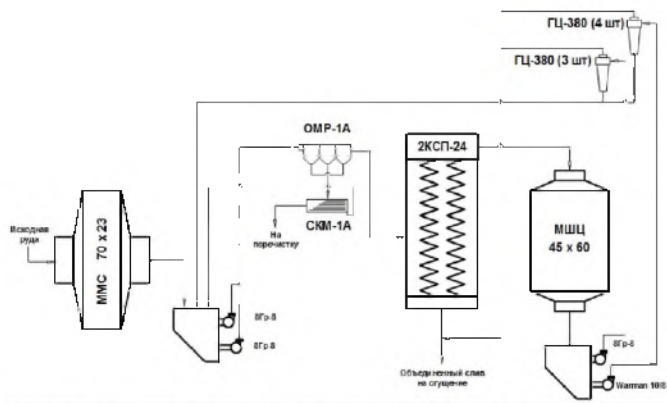 ГЦ-380 (4 шт)
ГЦ-380 (3 шт)
ОМР-1А
2КСП-24
СКМ-1А
На
перечистку
Исходная
руда
ММС 70 x 23
МШЦ
45 x 60
8Гр-8
8Гр-8
Объединенный слив
на сгущение
8Гр-8
Warman 10/8